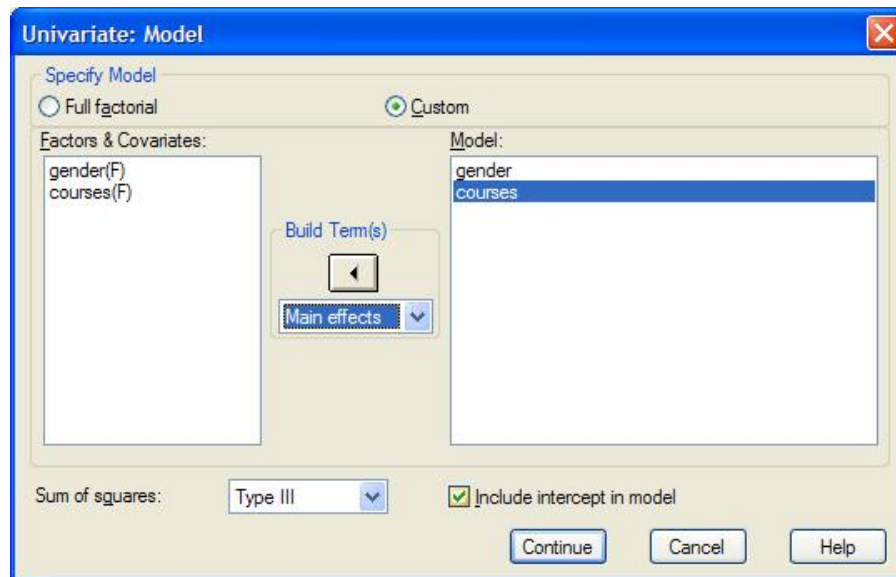 Univariate: Model
Specify Model
Full factorial
Custom
Factors & Covariates:
gender(F)
courses(F)
Build Term(s)
Main effects
Model:
gender
courses
Sum of squares:
Type III
Include intercept in model
Continue
Cancel
Help